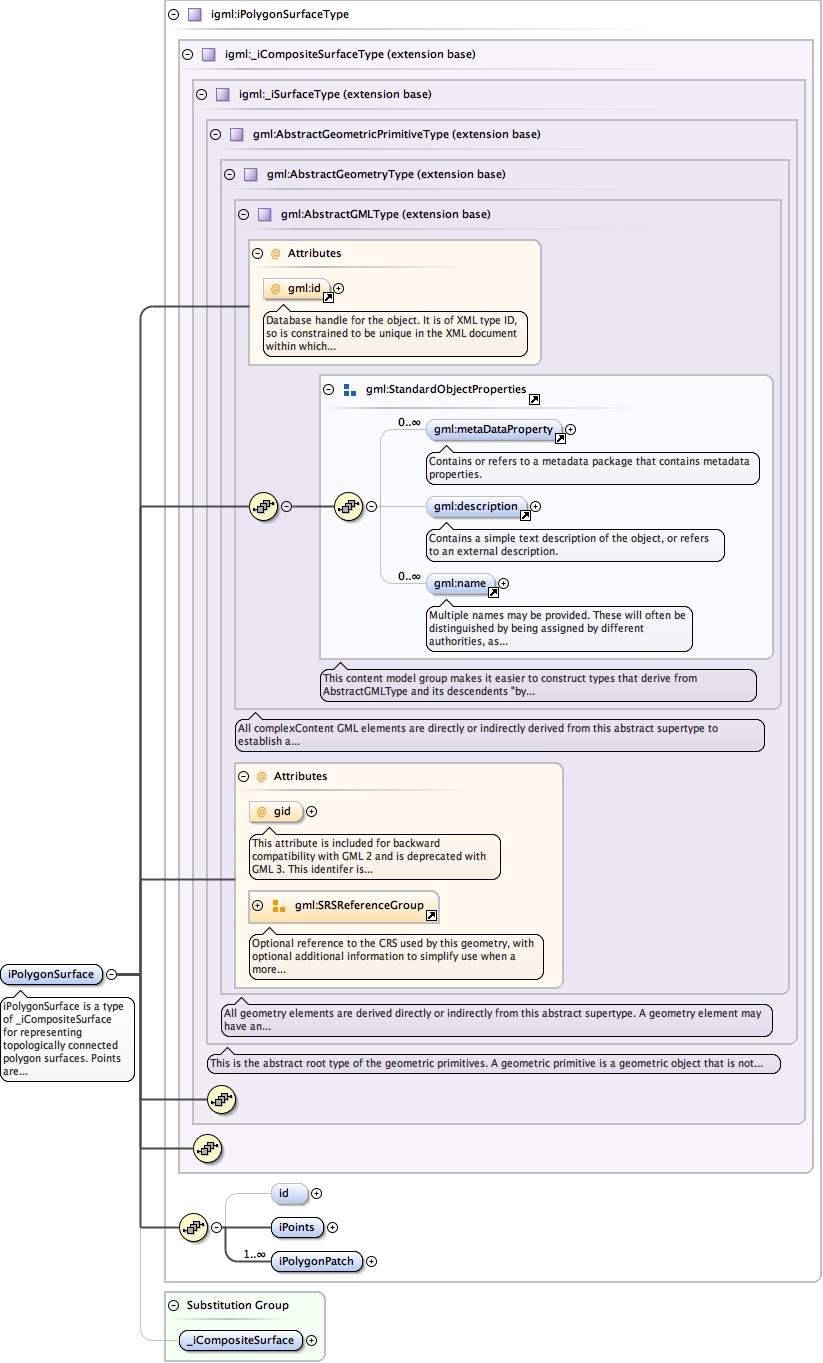 igml:iPolygonSurfaceType
igml:_iCompositeSurfaceType (extension base)
igml:_iSurfaceType (extension base)
gml:AbstractGeometricPrimitiveType (extension base)
gml:AbstractGeometryType (extension base)
gml:AbstractGMLType (extension base)
@ Attributes
@ gml:id
Database handle for the object. It is of XML type ID,
so is constrained to be unique in the XML document
within which...
gml:StandardObjectProperties
0..∞
gml:metaDataProperty
Contains or refers to a metadata package that contains metadata
properties.
gml:description
Contains a simple text description of the object, or refers
to an external description.
0..∞
gml:name
Multiple names may be provided. These will often be
distinguished by being assigned by different
authorities, as...
This content model group makes it easier to construct types that derive from
AbstractGMLType and its descendents "by...
All complexContent GML elements are directly or indirectly derived from this abstract supertype to
establish a...
@ Attributes
@ gid
This attribute is included for backward
compatibility with GML 2 and is deprecated with
GML 3. This identifer is...
gml:SRSReferenceGroup
Optional reference to the CRS used by this geometry, with
optional additional information to simplify use when a
more...
All geometry elements are derived directly or indirectly from this abstract supertype. A geometry element may
have an...
This is the abstract root type of the geometric primitives. A geometric primitive is a geometric object that is not...
iPolygonSurface
iPolygonSurface is a type
of _iCompositeSurface
for representing
topologically connected
polygon surfaces. Points
are...
id
iPoints
1..∞
iPolygonPatch
Substitution Group
_iCompositeSurface